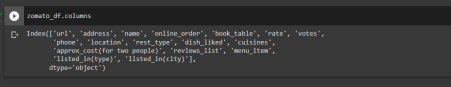 zomato_df.columns
Index(['url', 'address', 'name', 'online_order', 'book_table', 'rate', 'votes',
'phone', 'location', 'rest_type', 'dish_liked', 'cuisines',
'approx_cost(for two people)', 'reviews_list', 'menu_item',
'listed_in(type)', 'listed_in(city)'],
dtype='object')